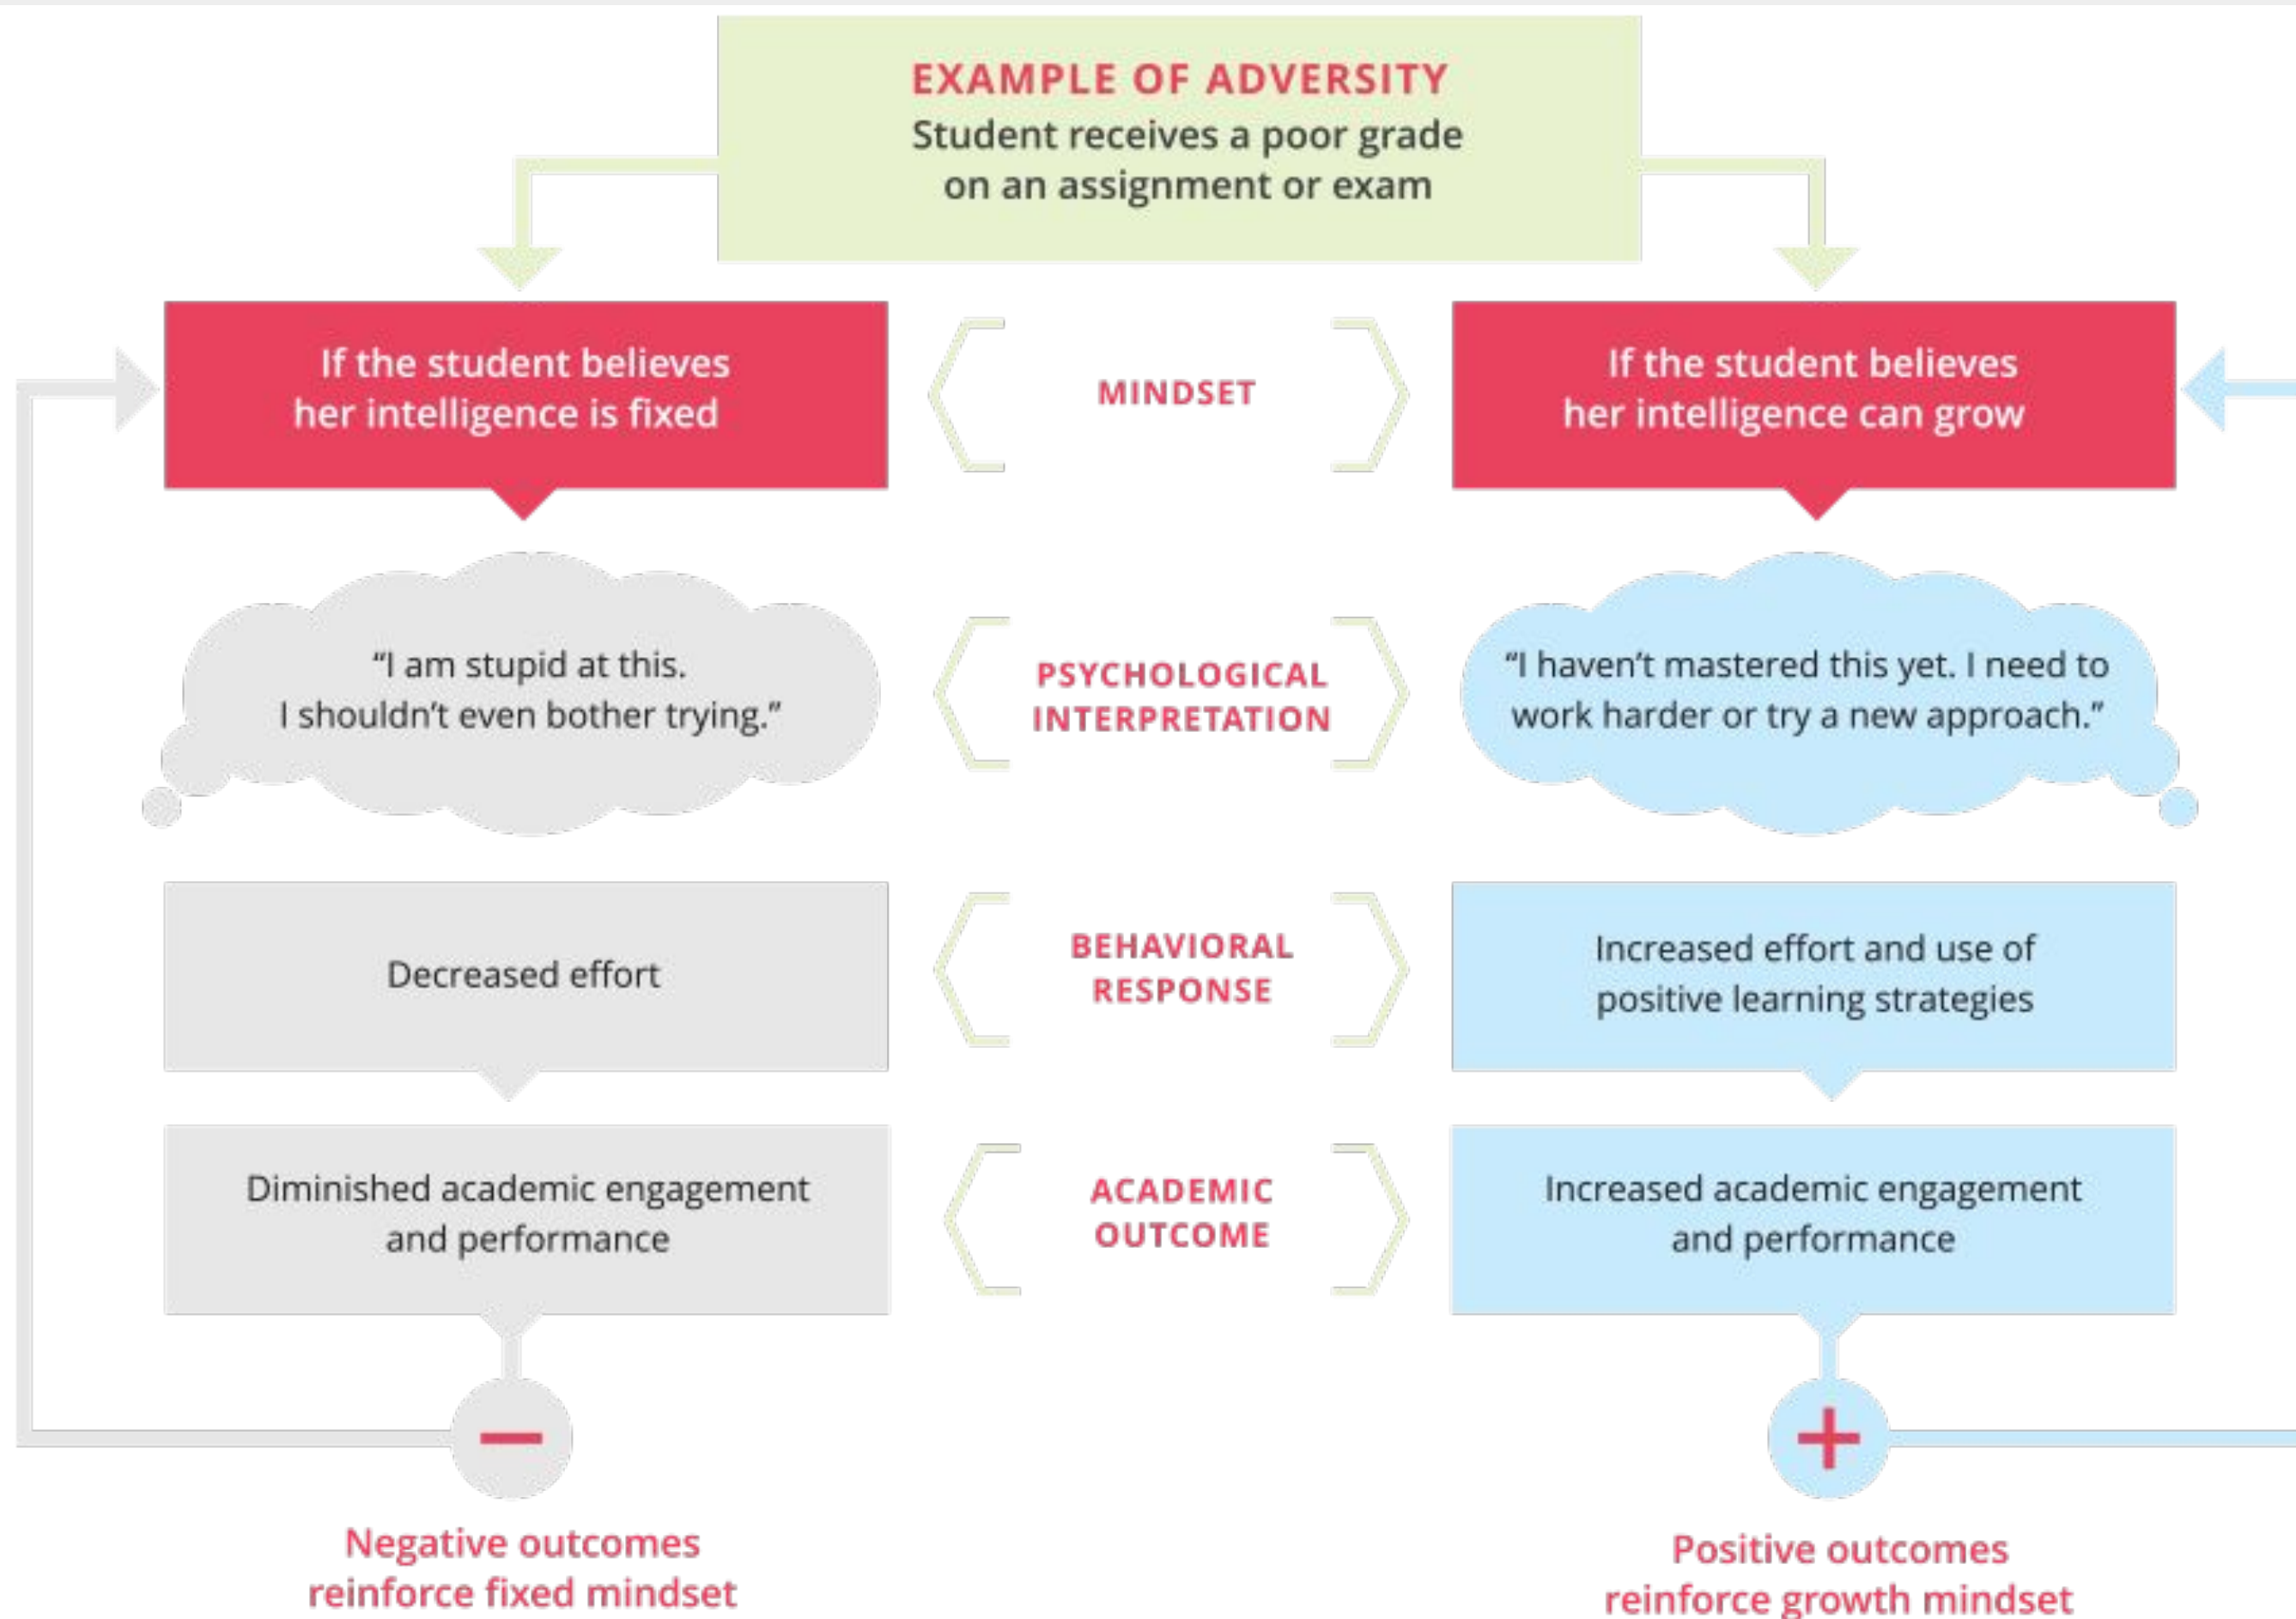 EXAMPLE OF ADVERSITY
Student receives a poor grade
on an assignment or exam
If the student believes
her intelligence is fixed
MINDSET
If the student believes
her intelligence can grow
“I am stupid at this.
I shouldn’t even bother trying.”
PSYCHOLOGICAL
INTERPRETATION
“I haven’t mastered this yet. I need to
work harder or try a new approach.”
Decreased effort
BEHAVIORAL
RESPONSE
Increased effort and use of
positive learning strategies
Diminished academic engagement
and performance
ACADEMIC
OUTCOME
Increased academic engagement
and performance
Negative outcomes
reinforce fixed mindset
Positive outcomes
reinforce growth mindset